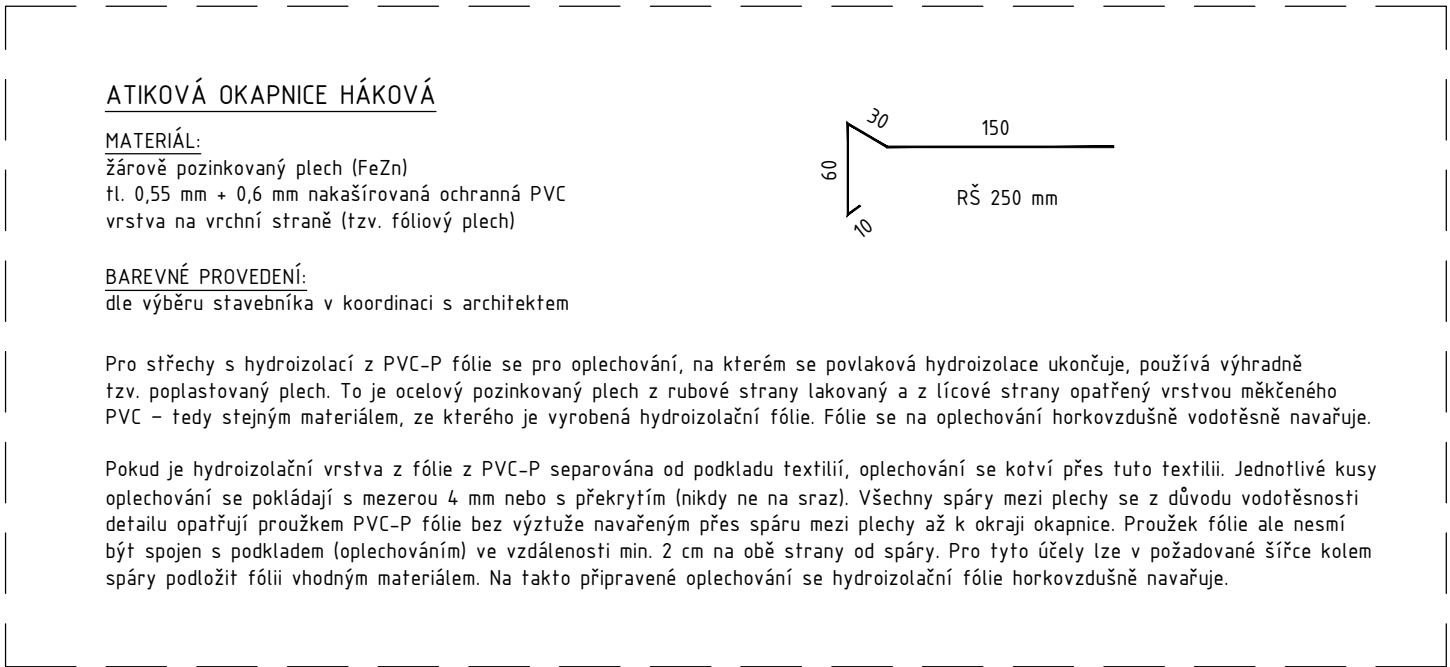 ATIKOVÁ OKAPNICE HÁKOVÁ
MATERIÁL:
žárově pozinkovaný plech (FeZn)
tl. 0,55 mm + 0,6 mm nakašírovaná ochranná PVC
vrstva na vrchní straně (tzv. fóliový plech)
BAREVNÉ PROVEDENÍ:
dle výběru stavebníka v koordinaci s architektem
30
150
60
RŠ 250 mm
10
Pro střechy s hydroizolací z PVC-P fólie se pro oplechování, na kterém se povlaková hydroizolace ukončuje, používá výhradně
tzv. poplastovaný plech. To je ocelový pozinkovaný plech z rubové strany lakovaný a z lícové strany opatřený vrstvou měkčeného
PVC – tedy stejným materiálem, ze kterého je vyrobená hydroizolační fólie. Fólie se na oplechování horkovzdušně vodotěsně navařuje.
Pokud je hydroizolační vrstva z fólie z PVC-P separována od podkladu textilií, oplechování se kotví přes tuto textilii. Jednotlivé kusy
oplechování se pokládají s mezerou 4 mm nebo s překrytím (nikdy ne na sraz). Všechny spáry mezi plechy se z důvodu vodotěsnosti
detailu opatřují proužkem PVC-P fólie bez výztuže navařeným přes spáru mezi plechy až k okraji okapnice. Proužek fólie ale nesmí
být spojen s podkladem (oplechováním) ve vzdálenosti min. 2 cm na obě strany od spáry. Pro tyto účely lze v požadované šířce kolem
spáry podložit fólii vhodným materiálem. Na takto připravené oplechování se hydroizolační fólie horkovzdušně navařuje.